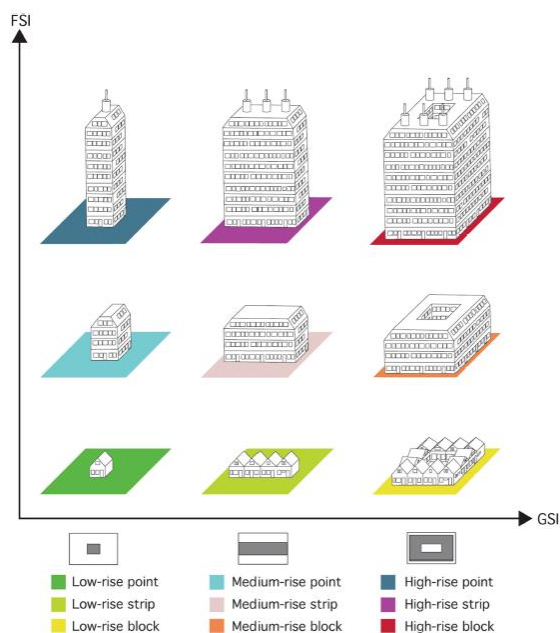 FSI
GSI
Low-rise point
Medium-rise point
High-rise point
Low-rise strip
Medium-rise strip
High-rise strip
Low-rise block
Medium-rise block
High-rise block